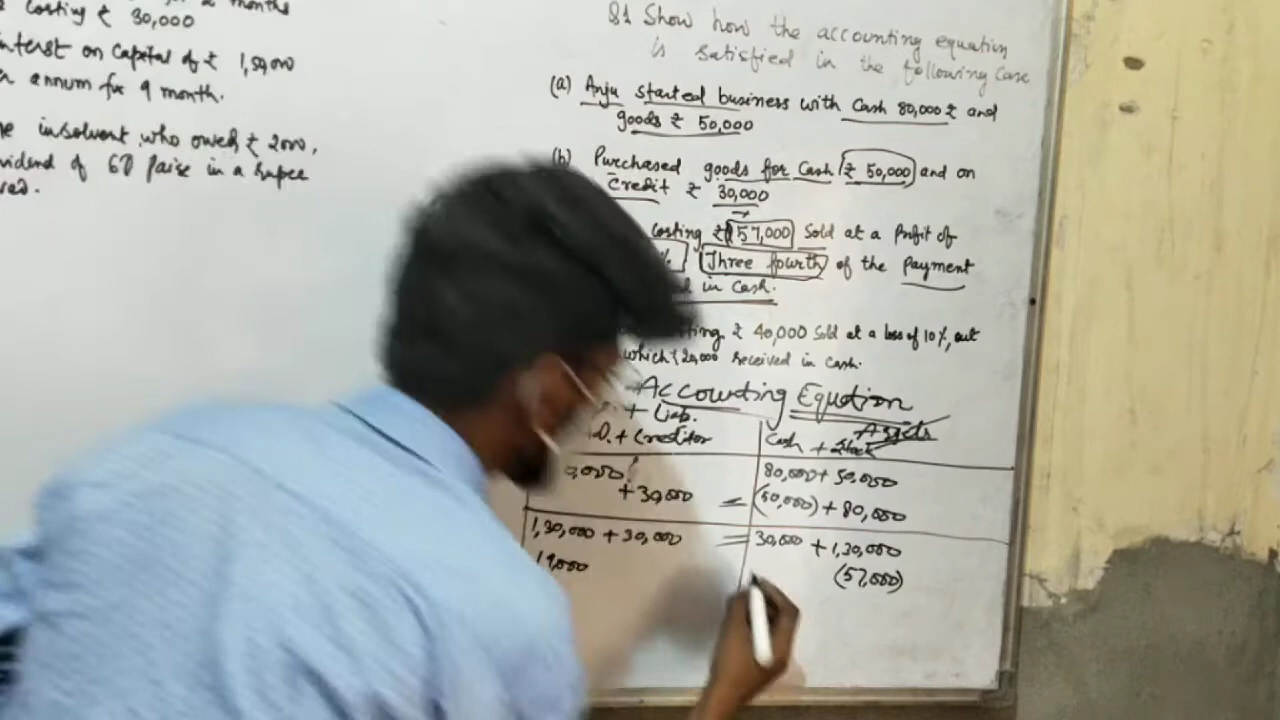 costing ₹ 30,000
on Capital of ₹ 1,50,000
annum for 9 month.
insolvent, who owed ₹ 2000,
of 60 Paise in a rupee
Q1 Show how the accounting equation
is satisfied in the following case
(a) Anju started business with Cash 80,000 ₹ and
goods ₹ 50,000
(b) Purchased goods for Cash ₹ 50,000 and on
Credit ₹ 30,000
costing ₹ 57,000 Sold at a Profit of
% Three fourth of the payment
in Cash.
₹ 40,000 Sold at a loss of 10%, out
which received in Cash.
Accounting Equation
+ Liab. Assets
+ Creditor Cash + Stock
80,000 + 50,000
+ 30,000 = (50,000) + 80,000
1,30,000 + 30,000 = 30,000 + 1,30,000
19,000 (57,000)